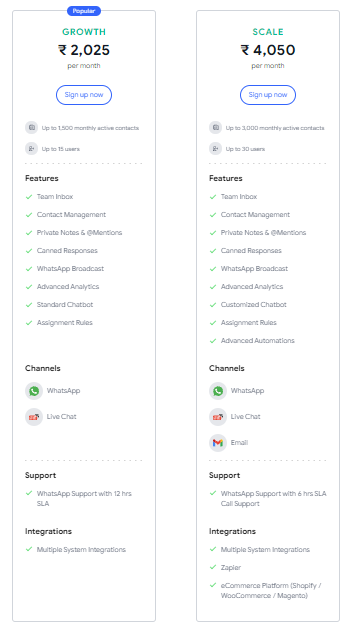 Popular
GROWTH
₹ 2,025
per month
Sign up now
Up to 1,500 monthly active contacts
Up to 15 users
Features
Team Inbox
Contact Management
Private Notes & @Mentions
Canned Responses
WhatsApp Broadcast
Advanced Analytics
Standard Chatbot
Assignment Rules
Channels
WhatsApp
Live Chat
Support
WhatsApp Support with 12 hrs
SLA
Integrations
Multiple System Integrations
SCALE
₹ 4,050
per month
Sign up now
Up to 3,000 monthly active contacts
Up to 30 users
Features
Team Inbox
Contact Management
Private Notes & @Mentions
Canned Responses
WhatsApp Broadcast
Advanced Analytics
Customized Chatbot
Assignment Rules
Advanced Automations
Channels
WhatsApp
Live Chat
Email
Support
WhatsApp Support with 6 hrs SLA
Call Support
Integrations
Multiple System Integrations
Zapier
eCommerce Platform (Shopify /
WooCommerce / Magento)